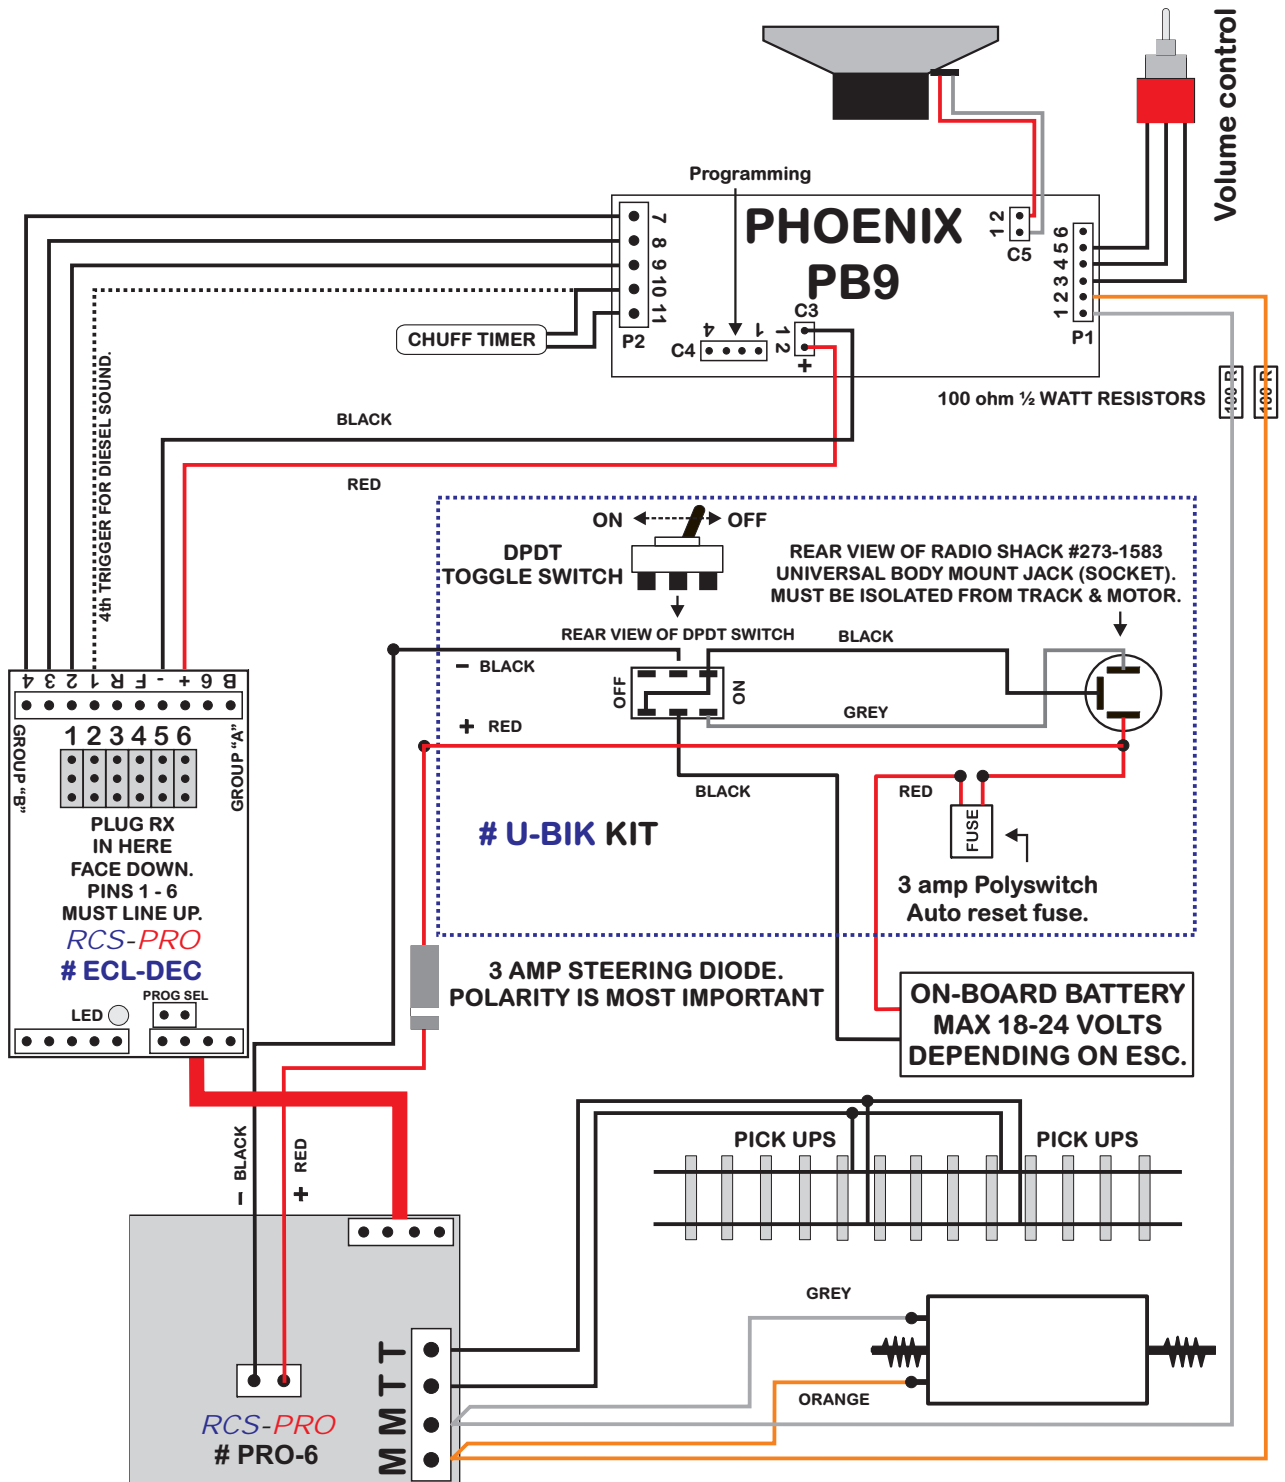 Volume control
Programming
PHOENIX
PB9
7
8
9
10
11
P2
1 2
C5
6
5
4
3
2
1
P1
C3
1
2
+
4
1
C4
CHUFF TIMER
100 ohm ½ WATT RESISTORS
100 R
100 R
4th TRIGGER FOR DIESEL SOUND.
BLACK
RED
ON
OFF
DPDT
TOGGLE SWITCH
REAR VIEW OF RADIO SHACK #273-1583
UNIVERSAL BODY MOUNT JACK (SOCKET).
MUST BE ISOLATED FROM TRACK & MOTOR.
REAR VIEW OF DPDT SWITCH
BLACK
– BLACK
OFF
ON
GREY
+ RED
BLACK
RED
FUSE
# U-BIK KIT
3 amp Polyswitch
Auto reset fuse.
4 3 2 1 R F - + 6 B
GROUP "B"
GROUP "A"
1 2 3 4 5 6
PLUG RX
IN HERE
FACE DOWN.
PINS 1 - 6
MUST LINE UP.
RCS-PRO
# ECL-DEC
PROG SEL
LED
3 AMP STEERING DIODE.
POLARITY IS MOST IMPORTANT
ON-BOARD BATTERY
MAX 18-24 VOLTS
DEPENDING ON ESC.
– BLACK
+ RED
PICK UPS
PICK UPS
GREY
ORANGE
M M T T
RCS-PRO
# PRO-6